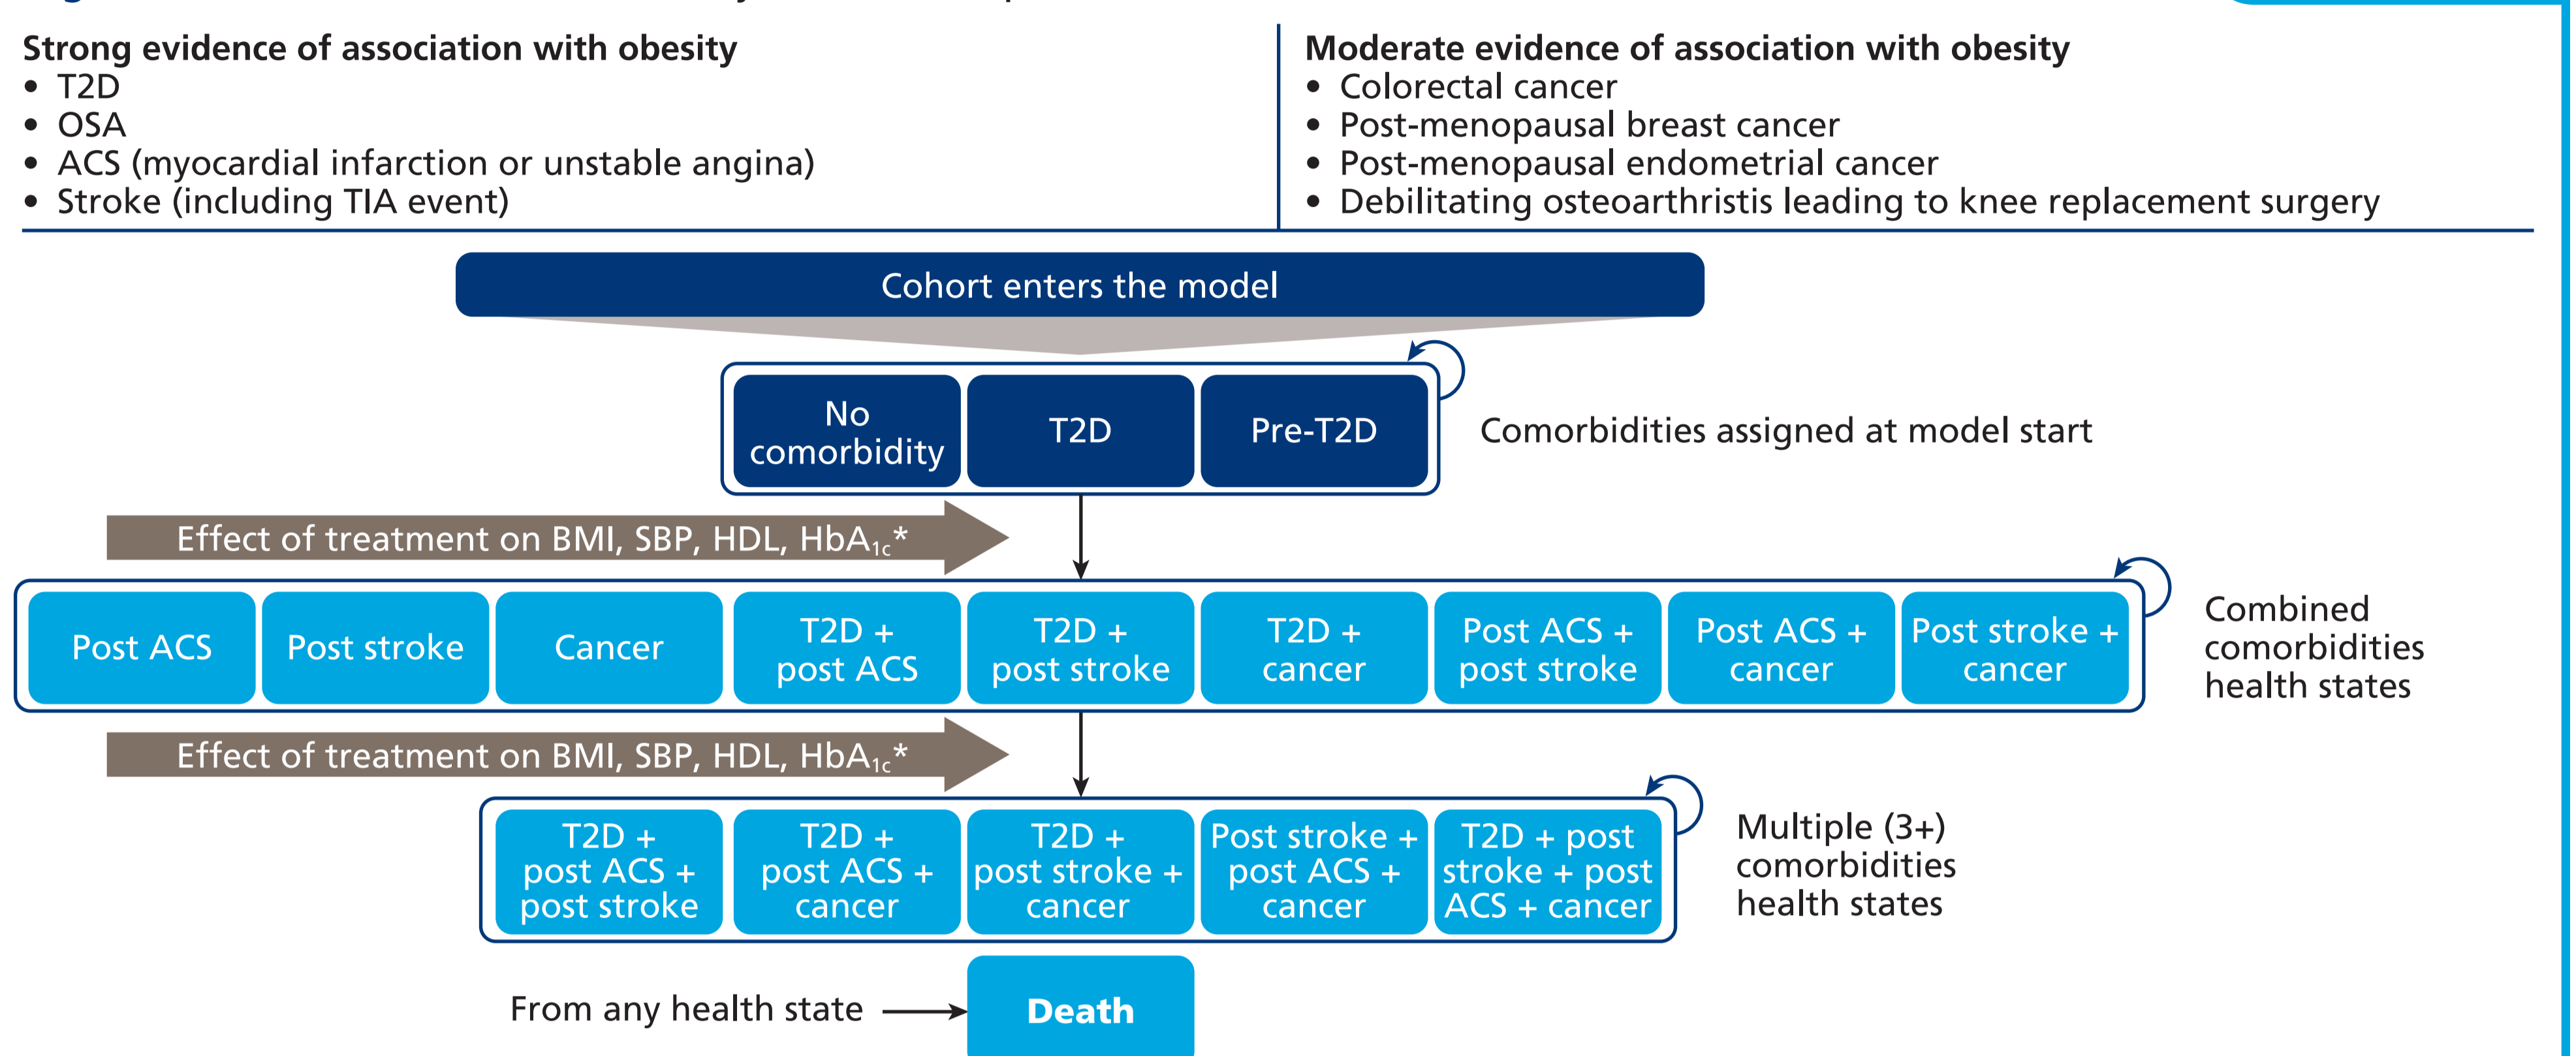 Strong evidence of association with obesity
• T2D
• OSA
• ACS (myocardial infarction or unstable angina)
• Stroke (including TIA event)
Moderate evidence of association with obesity
• Colorectal cancer
• Post-menopausal breast cancer
• Post-menopausal endometrial cancer
• Debilitating osteoarthristis leading to knee replacement surgery
Cohort enters the model
No
comorbidity
T2D
Pre-T2D
Comorbidities assigned at model start
Effect of treatment on BMI, SBP, HDL, HbA1c*
Post ACS
Post stroke
Cancer
T2D +
post ACS
T2D +
post stroke
T2D +
cancer
Post ACS +
post stroke
Post ACS +
cancer
Post stroke +
cancer
Combined
comorbidities
health states
Effect of treatment on BMI, SBP, HDL, HbA1c*
T2D +
post ACS +
post stroke
T2D +
post ACS +
cancer
T2D +
post stroke +
cancer
Post stroke +
post ACS +
cancer
T2D + post
stroke + post
ACS + cancer
Multiple (3+)
comorbidities
health states
From any health state
Death